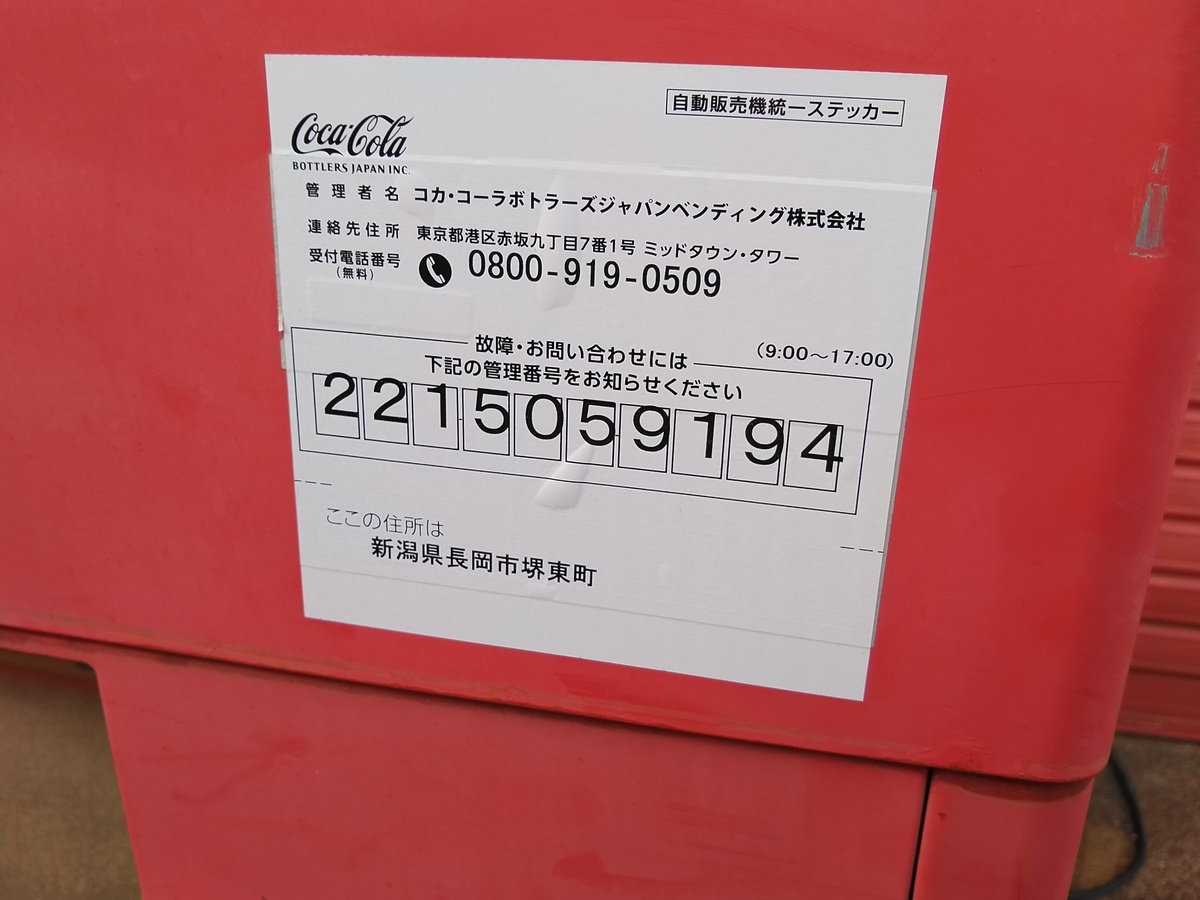 自動販売機統一ステッカー
Coca-Cola
BOTTLERS JAPAN INC.
管理者名 コカ・コーラボトラーズジャパンベンディング株式会社
連絡先住所 東京都港区赤坂九丁目7番1号 ミッドタウン・タワー
受付電話番号 0800-919-0509
(無料)
(9:00〜17:00)
故障・お問い合わせには
下記の管理番号をお知らせください
2215059194
ここの住所は
新潟県長岡市堺東町